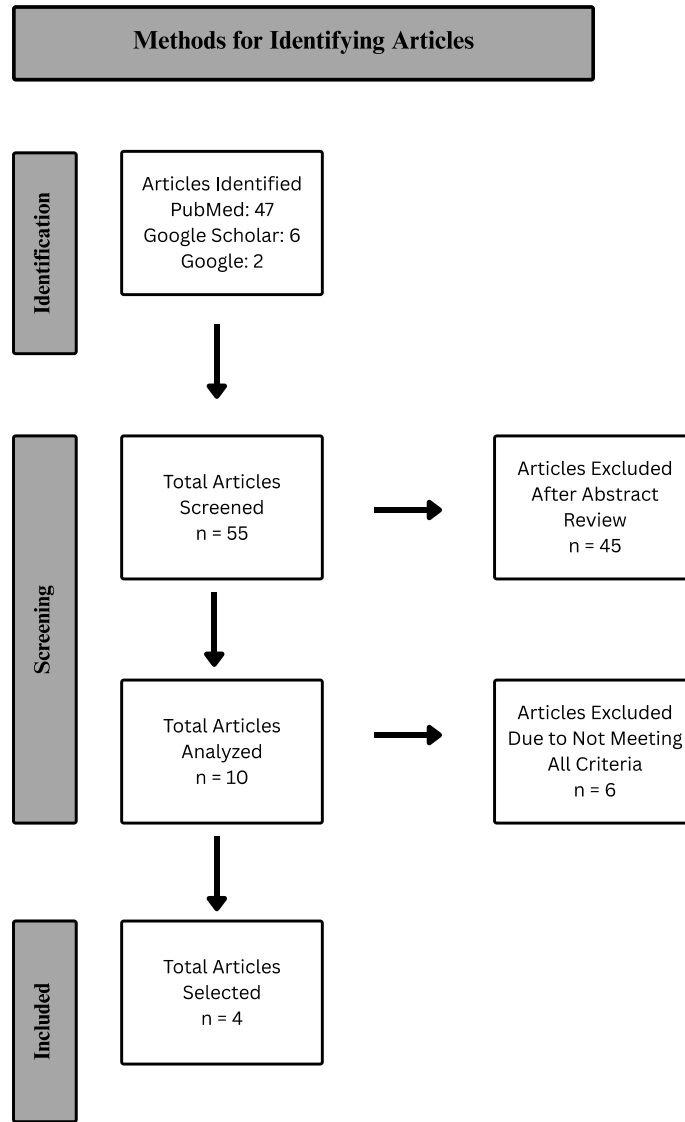 Methods for Identifying Articles
Identification
Articles Identified
PubMed: 47
Google Scholar: 6
Google: 2
Screening
Total Articles
Screened
n = 55
Articles Excluded
After Abstract
Review
n = 45
Total Articles
Analyzed
n = 10
Articles Excluded
Due to Not Meeting
All Criteria
n = 6
Included
Total Articles
Selected
n = 4